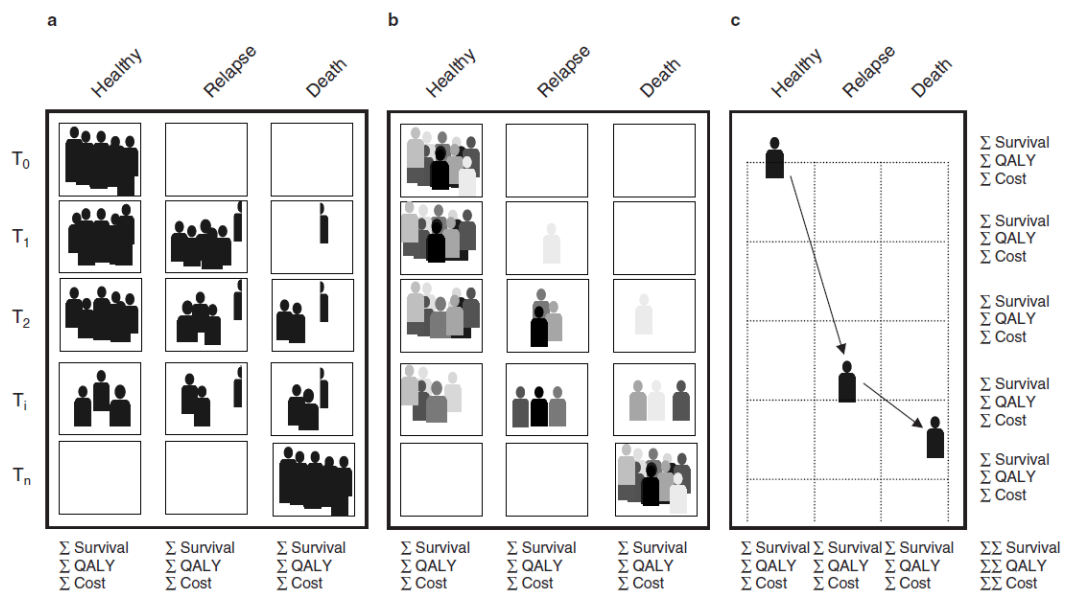 a
b
c
Healthy
Relapse
Death
Healthy
Relapse
Death
Healthy
Relapse
Death
T0
T1
T2
Ti
Tn
∑ Survival
∑ QALY
∑ Cost
∑ Survival
∑ QALY
∑ Cost
∑ Survival
∑ QALY
∑ Cost
∑ Survival
∑ QALY
∑ Cost
∑ Survival
∑ QALY
∑ Cost
∑ Survival ∑ Survival ∑ Survival
∑ QALY ∑ QALY ∑ QALY
∑ Cost ∑ Cost ∑ Cost
∑ Survival ∑ Survival ∑ Survival
∑ QALY ∑ QALY ∑ QALY
∑ Cost ∑ Cost ∑ Cost
∑ Survival ∑ Survival ∑ Survival
∑ QALY ∑ QALY ∑ QALY
∑ Cost ∑ Cost ∑ Cost
∑∑ Survival
∑∑ QALY
∑∑ Cost